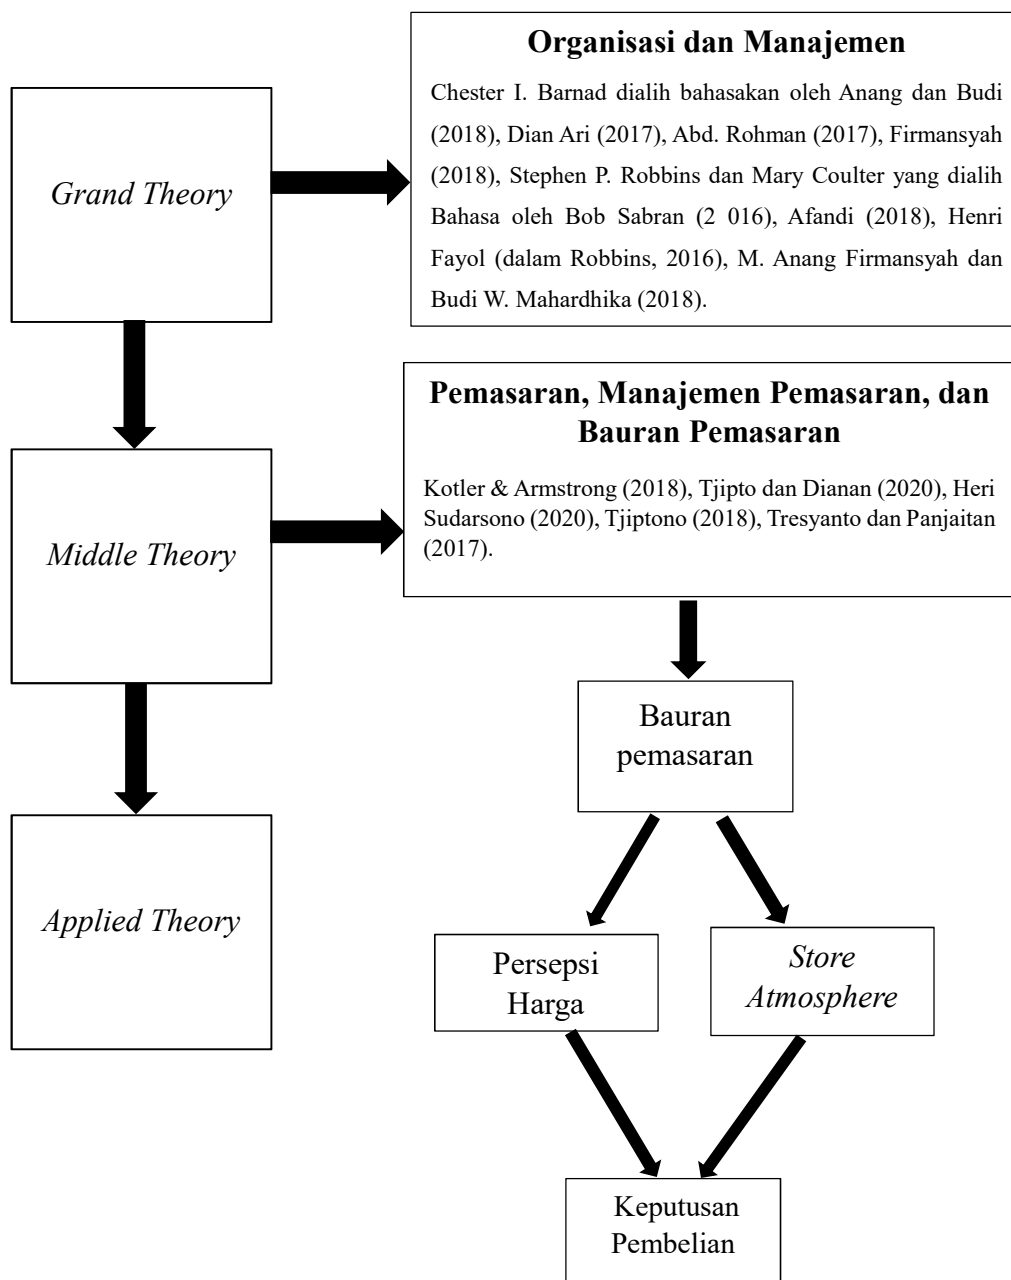 Organisasi dan Manajemen
Chester I. Barnad dialih bahasakan oleh Anang dan Budi
(2018), Dian Ari (2017), Abd. Rohman (2017), Firmansyah
(2018), Stephen P. Robbins dan Mary Coulter yang dialih
Bahasa oleh Bob Sabran (2 016), Afandi (2018), Henri
Fayol (dalam Robbins, 2016), M. Anang Firmansyah dan
Budi W. Mahardhika (2018).
Grand Theory
Pemasaran, Manajemen Pemasaran, dan
Bauran Pemasaran
Kotler & Armstrong (2018), Tjipto dan Dianan (2020), Heri
Sudarsono (2020), Tjiptono (2018), Tresyanto dan Panjaitan
(2017).
Middle Theory
Bauran
pemasaran
Applied Theory
Persepsi
Harga
Store
Atmosphere
Keputusan
Pembelian